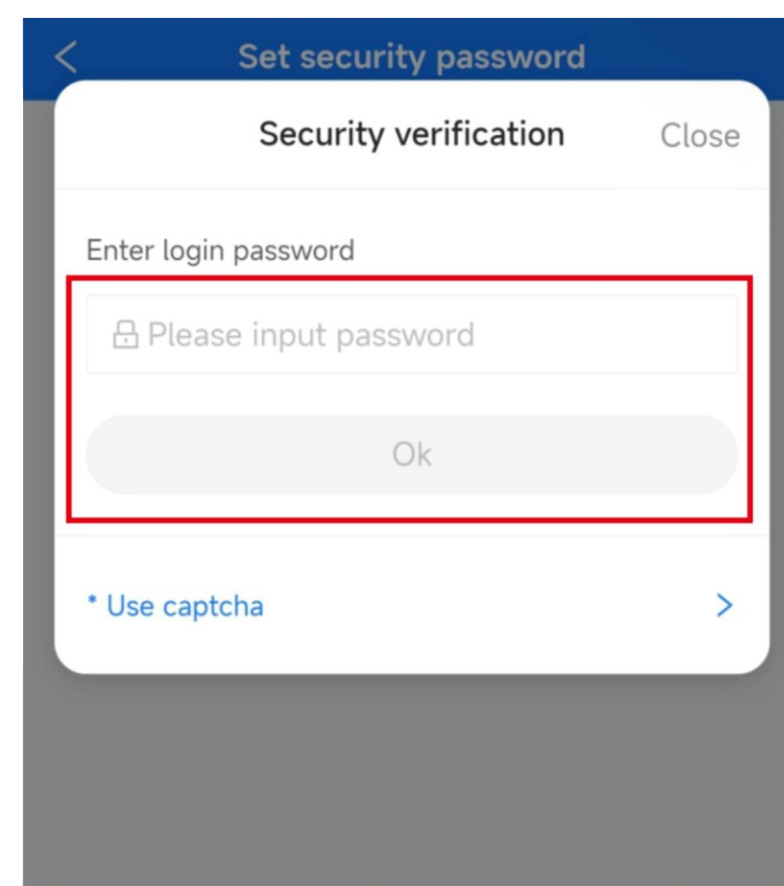 Set security password
Security verification
Close
Enter login password
Please input password
Ok
* Use captcha